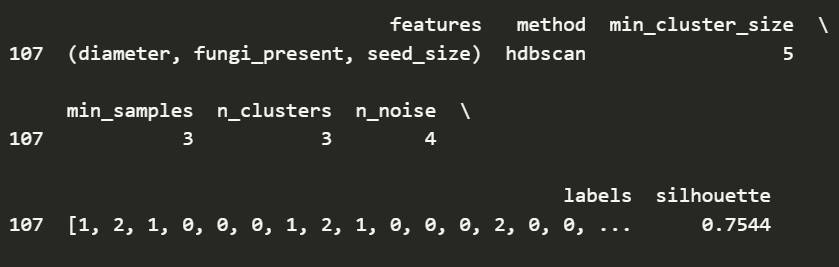 features method min_cluster_size \
107 (diameter, fungi_present, seed_size) hdbscan 5
min_samples n_clusters n_noise \
107 3 3 4
labels silhouette
107 [1, 2, 1, 0, 0, 0, 1, 2, 1, 0, 0, 0, 2, 0, 0, ... 0.7544